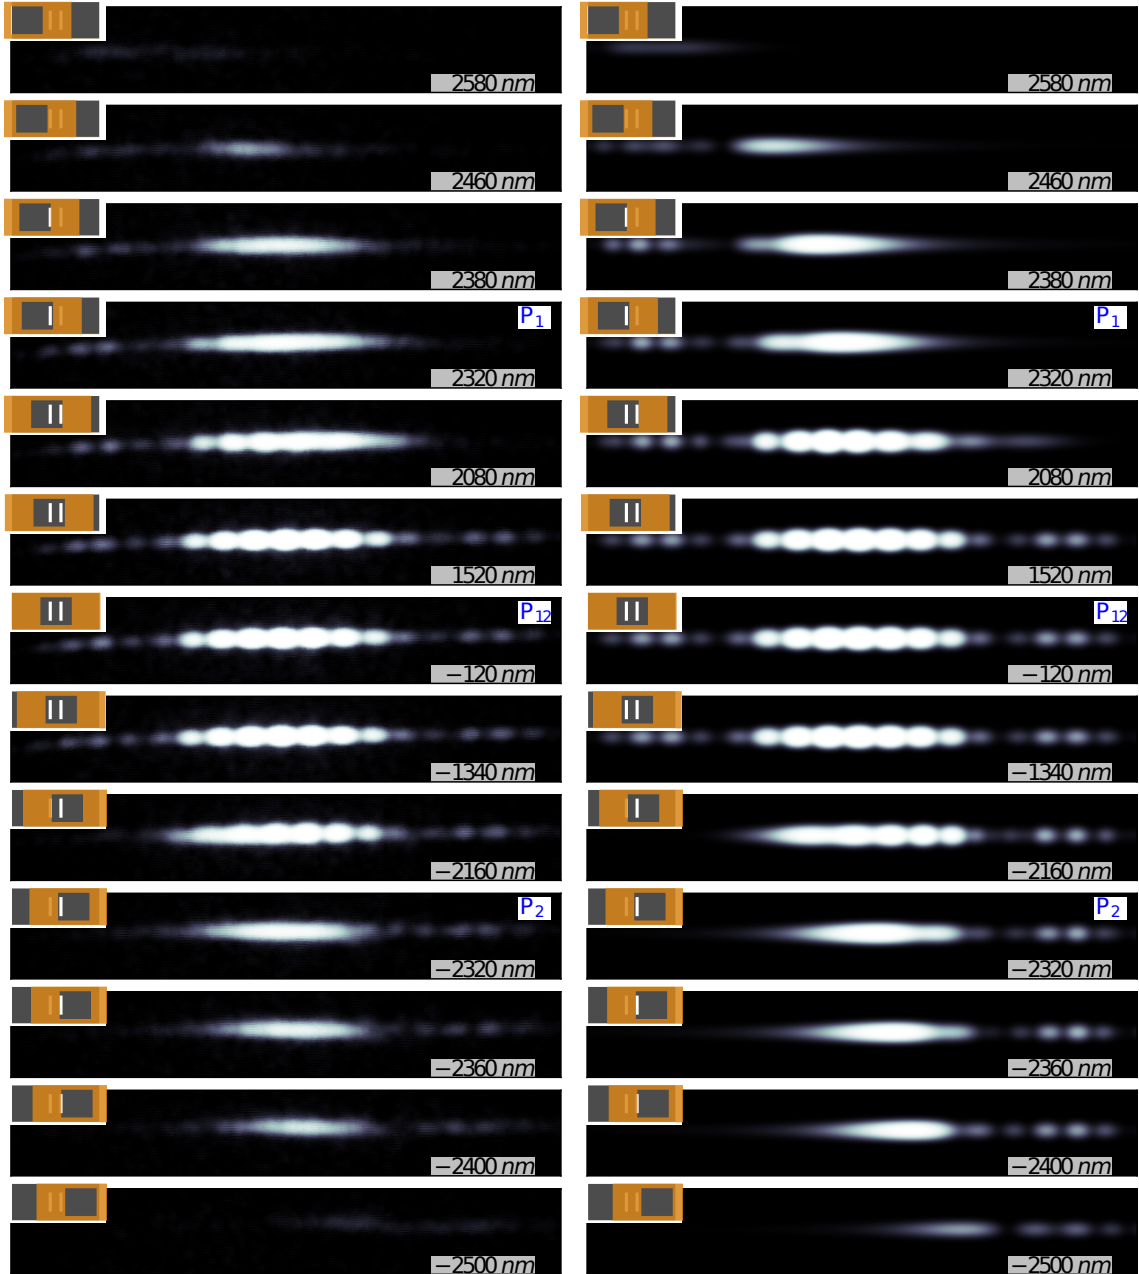 2580 nm 2580 nm
2460 nm 2460 nm
2380 nm 2380 nm
P1 P1
2320 nm 2320 nm
2080 nm 2080 nm
1520 nm 1520 nm
P12 P12
−120 nm −120 nm
−1340 nm −1340 nm
−2160 nm −2160 nm
P2 P2
−2320 nm −2320 nm
−2360 nm −2360 nm
−2400 nm −2400 nm
−2500 nm −2500 nm